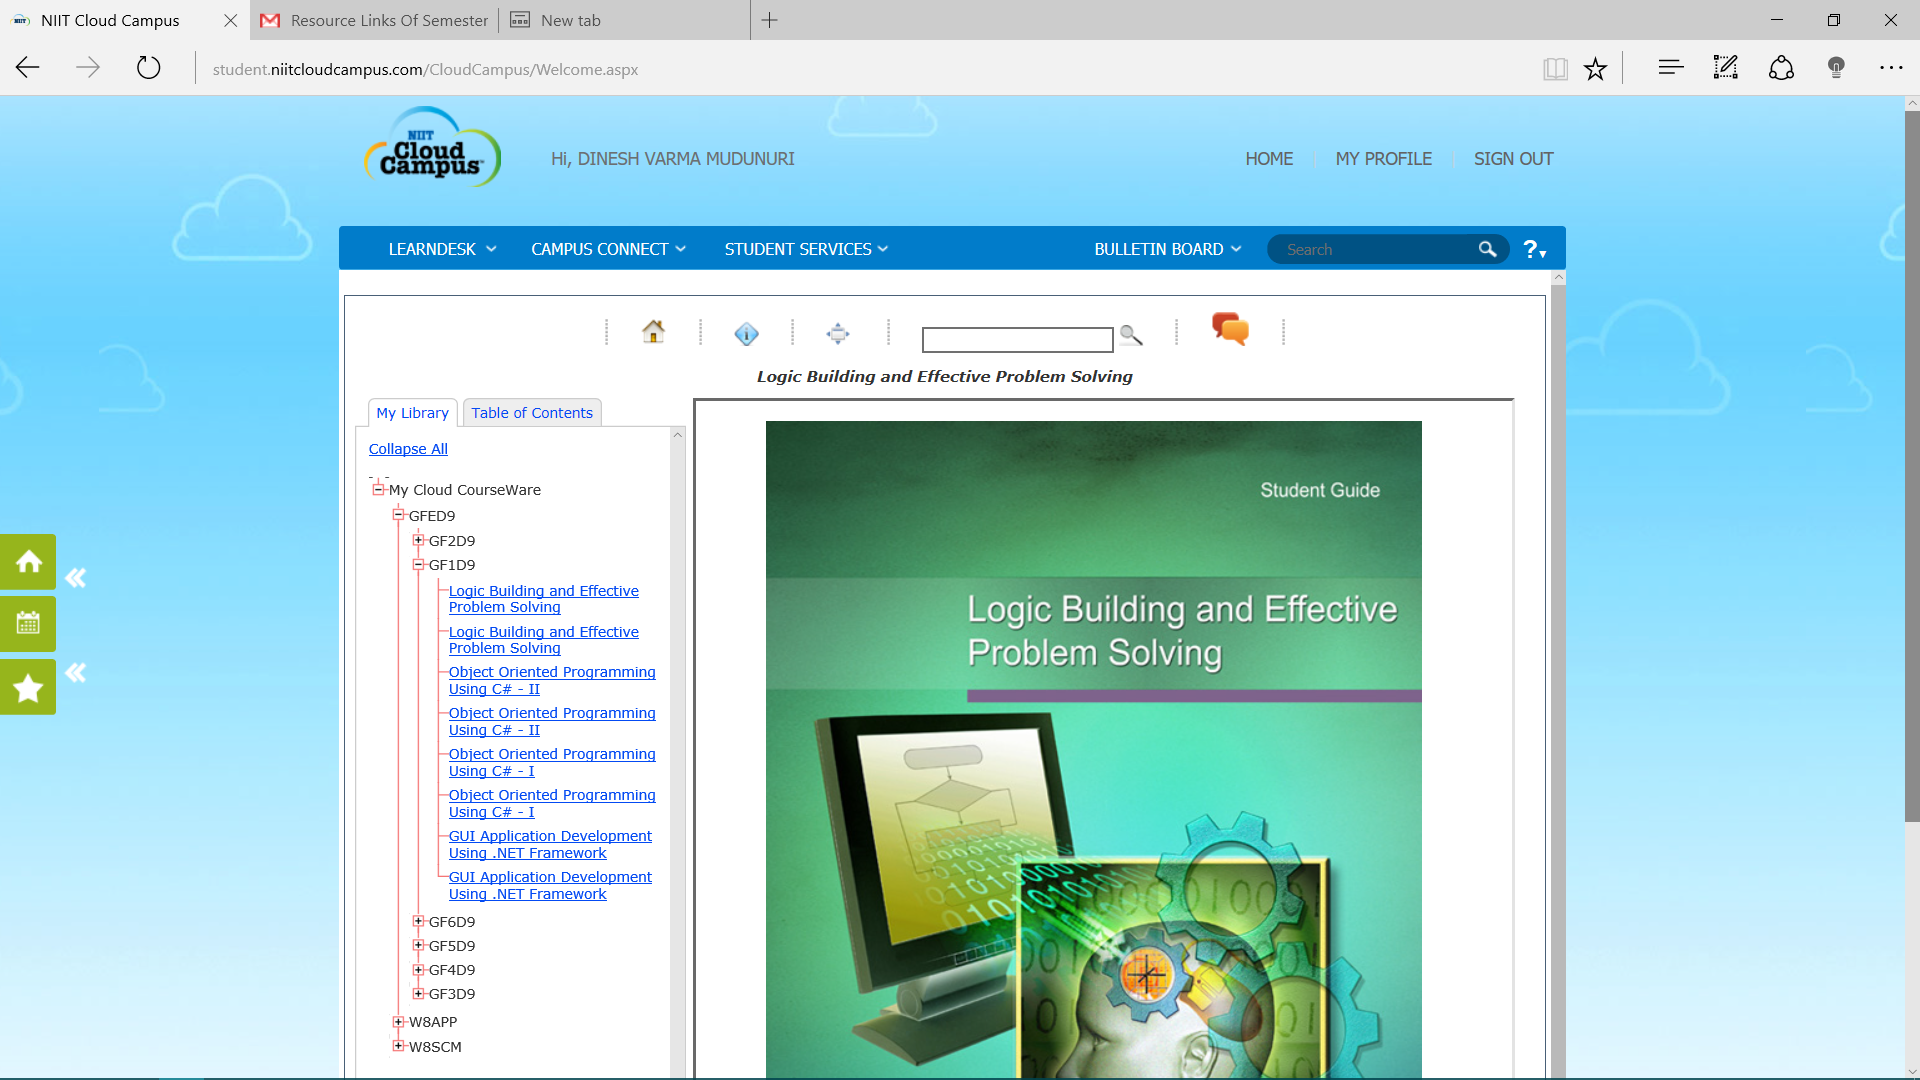 NIIT Cloud Campus
Resource Links Of Semester
New tab
student.niitcloudcampus.com/CloudCampus/Welcome.aspx
NIIT
Cloud
Campus™
Hi, DINESH VARMA MUDUNURI
HOME
MY PROFILE
SIGN OUT
LEARNDESK
CAMPUS CONNECT
STUDENT SERVICES
BULLETIN BOARD
Search
?
Logic Building and Effective Problem Solving
My Library
Table of Contents
Collapse All
My Cloud CourseWare
GFED9
GF2D9
GF1D9
Logic Building and Effective
Problem Solving
Logic Building and Effective
Problem Solving
Object Oriented Programming
Using C# - II
Object Oriented Programming
Using C# - II
Object Oriented Programming
Using C# - I
Object Oriented Programming
Using C# - I
GUI Application Development
Using .NET Framework
GUI Application Development
Using .NET Framework
GF6D9
GF5D9
GF4D9
GF3D9
W8APP
W8SCM
Student Guide
Logic Building and Effective
Problem Solving